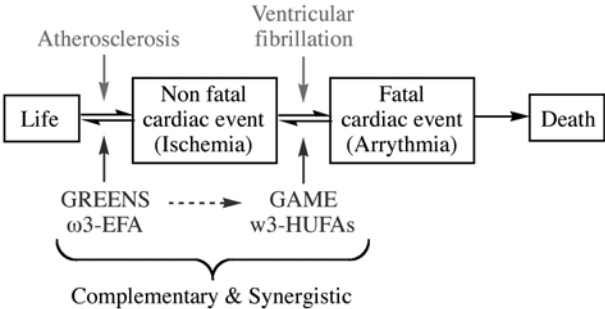 Atherosclerosis
Ventricular
fibrillation
Life
Non fatal
cardiac event
(Ischemia)
Fatal
cardiac event
(Arrythmia)
Death
GREENS
ω3-EFA
GAME
w3-HUFAs
Complementary & Synergistic